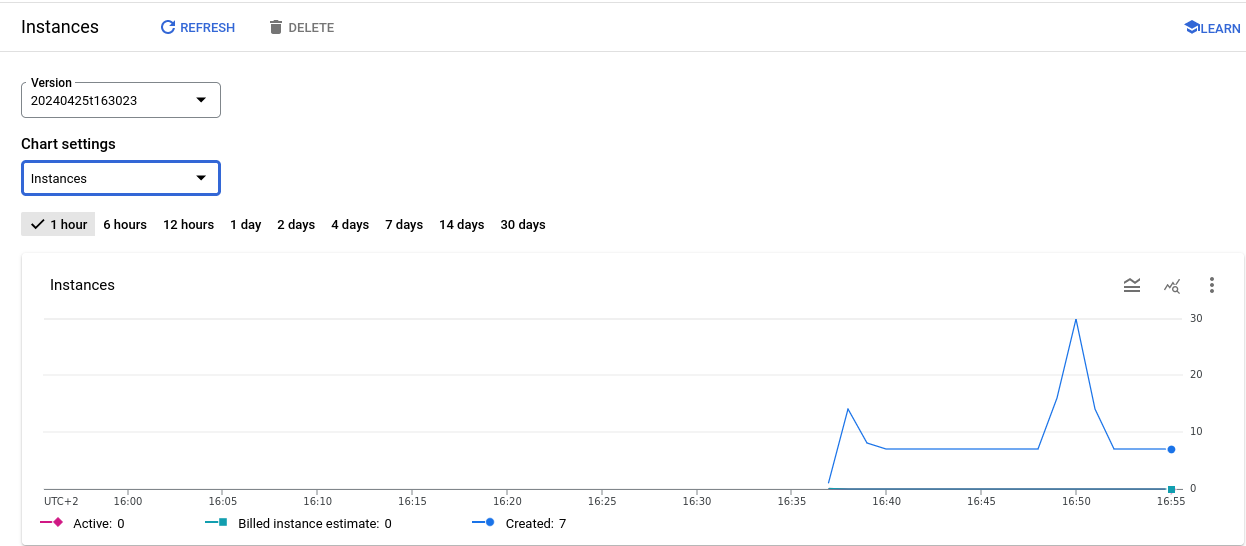 Instances REFRESH DELETE LEARN
Version
20240425t163023
Chart settings
Instances
1 hour 6 hours 12 hours 1 day 2 days 4 days 7 days 14 days 30 days
Instances
30
20
10
0
UTC+2 16:00 16:05 16:10 16:15 16:20 16:25 16:30 16:35 16:40 16:45 16:50 16:55
Active: 0 Billed instance estimate: 0 Created: 7